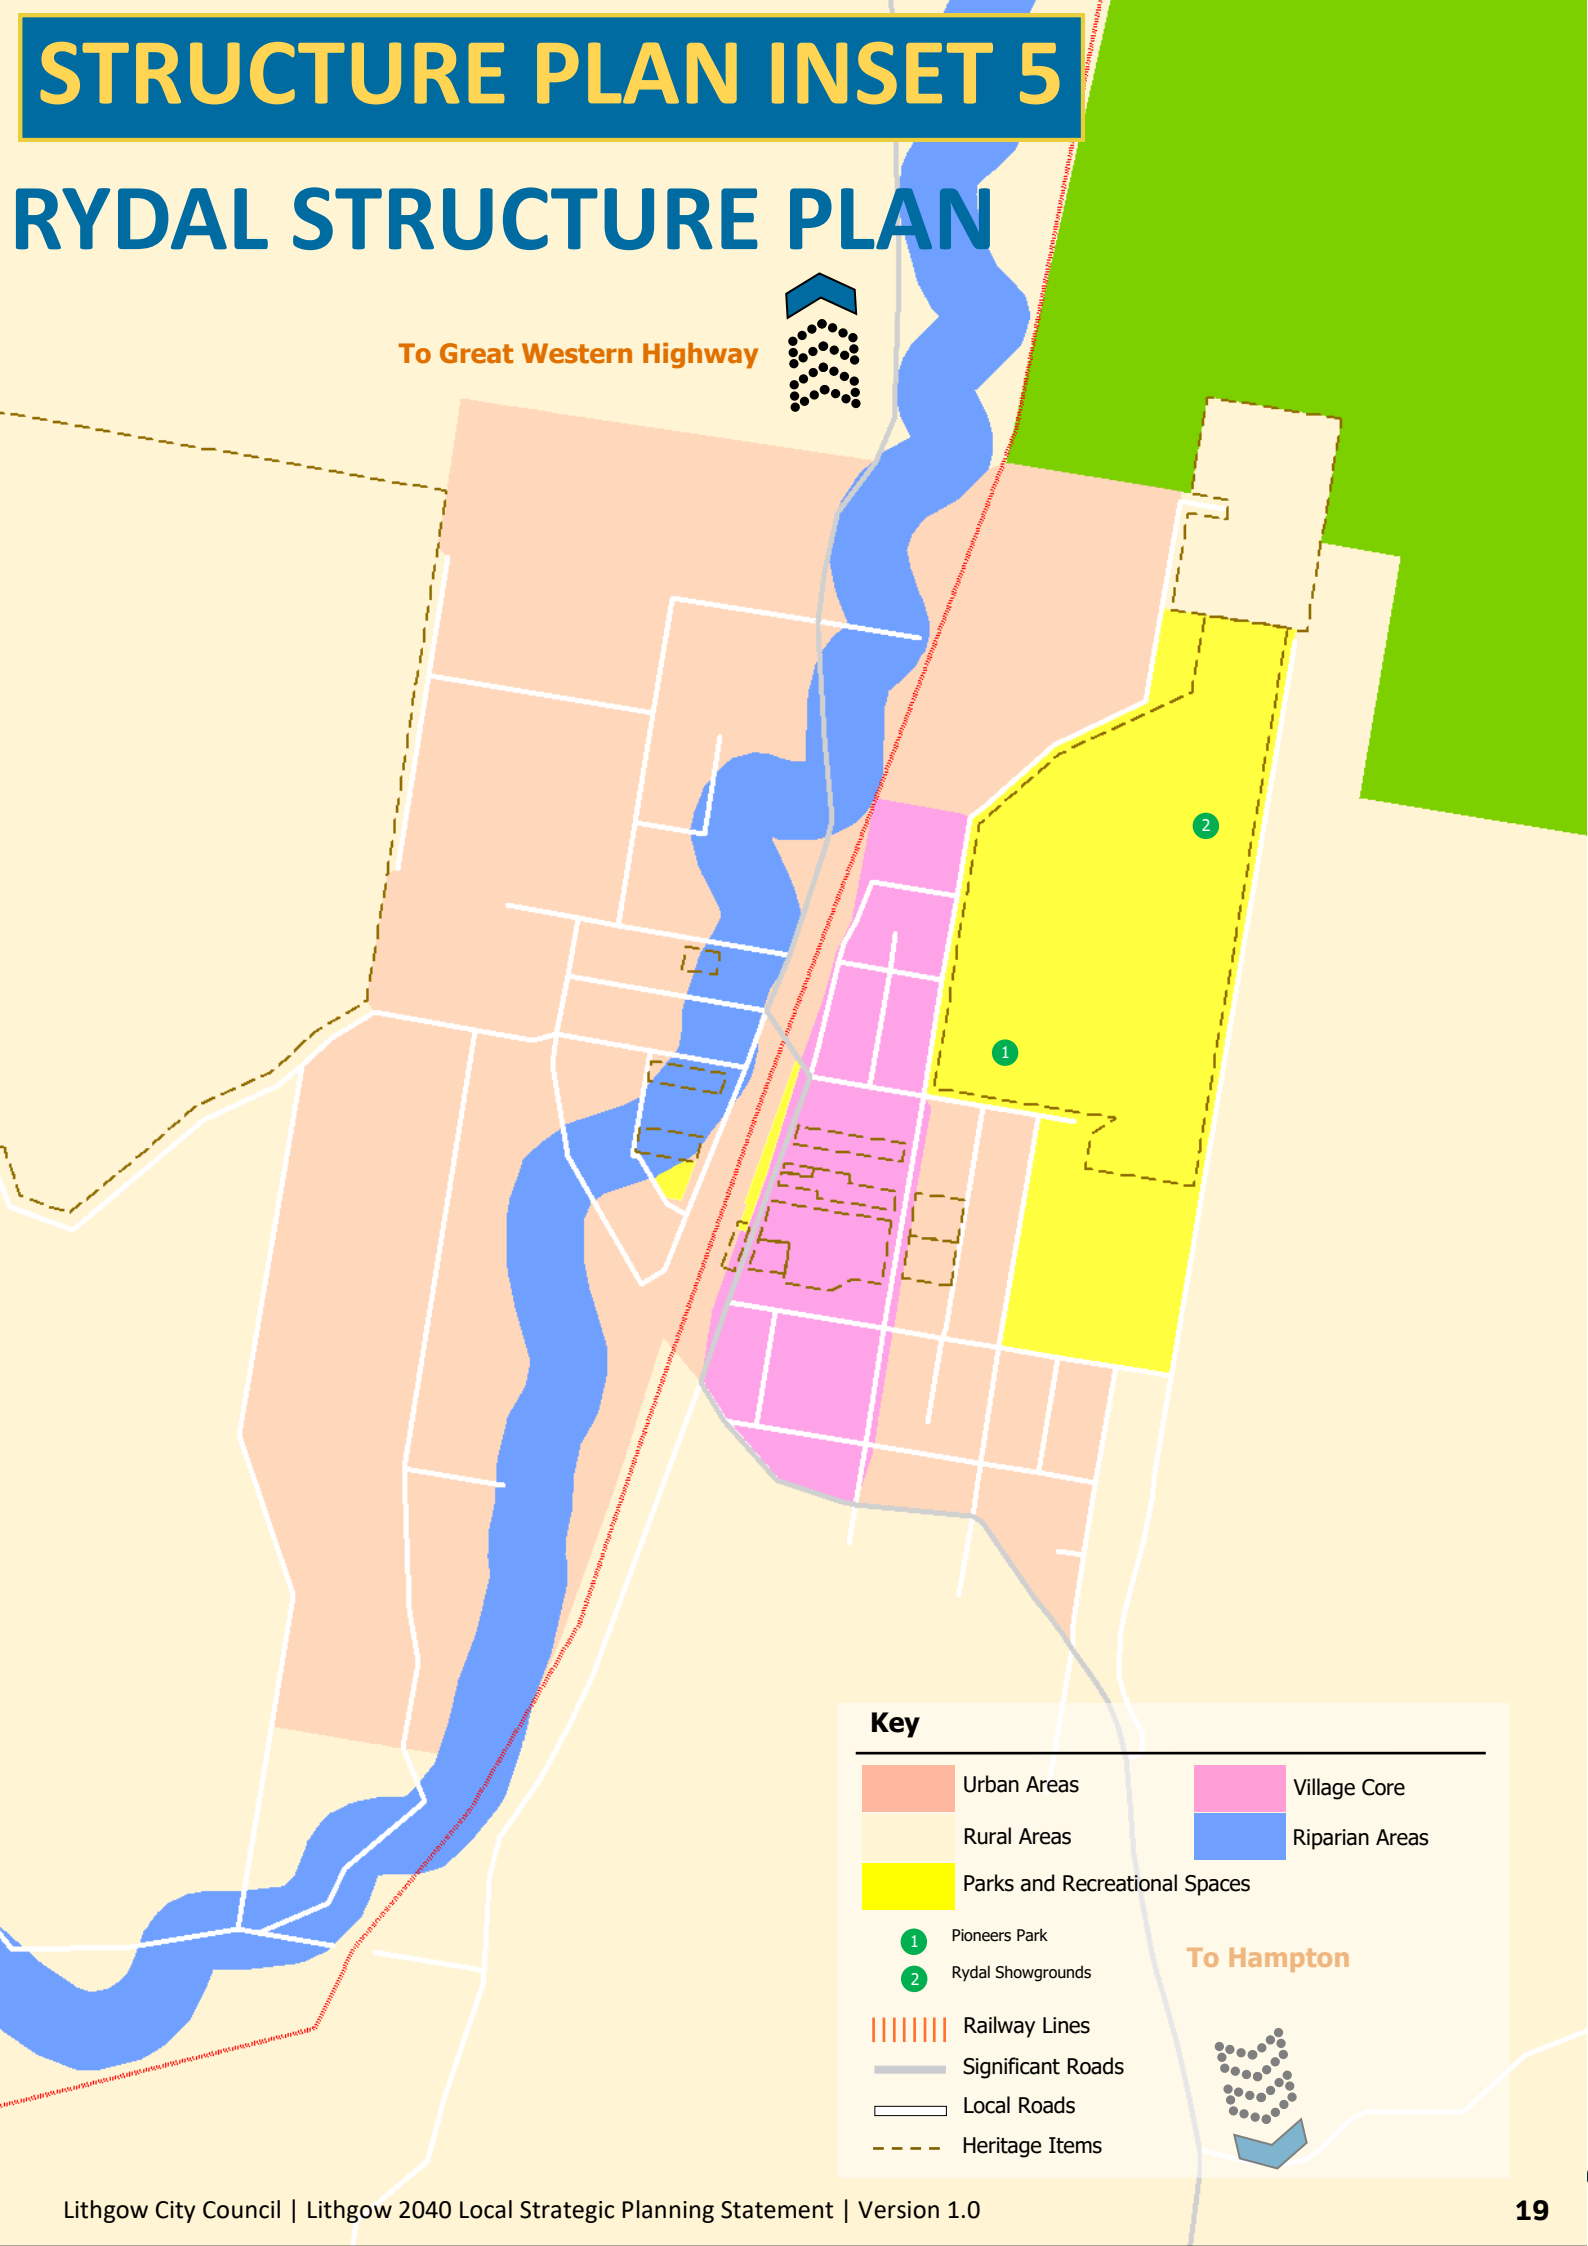 STRUCTURE PLAN INSET 5
RYDAL STRUCTURE PLAN
To Great Western Highway
2
1
Key
Urban Areas
Village Core
Rural Areas
Riparian Areas
Parks and Recreational Spaces
1 Pioneers Park
2 Rydal Showgrounds
To Hampton
Railway Lines
Significant Roads
Local Roads
Heritage Items
Lithgow City Council | Lithgow 2040 Local Strategic Planning Statement | Version 1.0
19